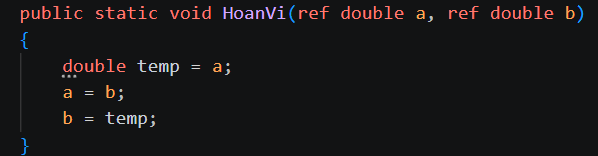 public static void HoanVi(ref double a, ref double b)
{
    double temp = a;
    a = b;
    b = temp;
}